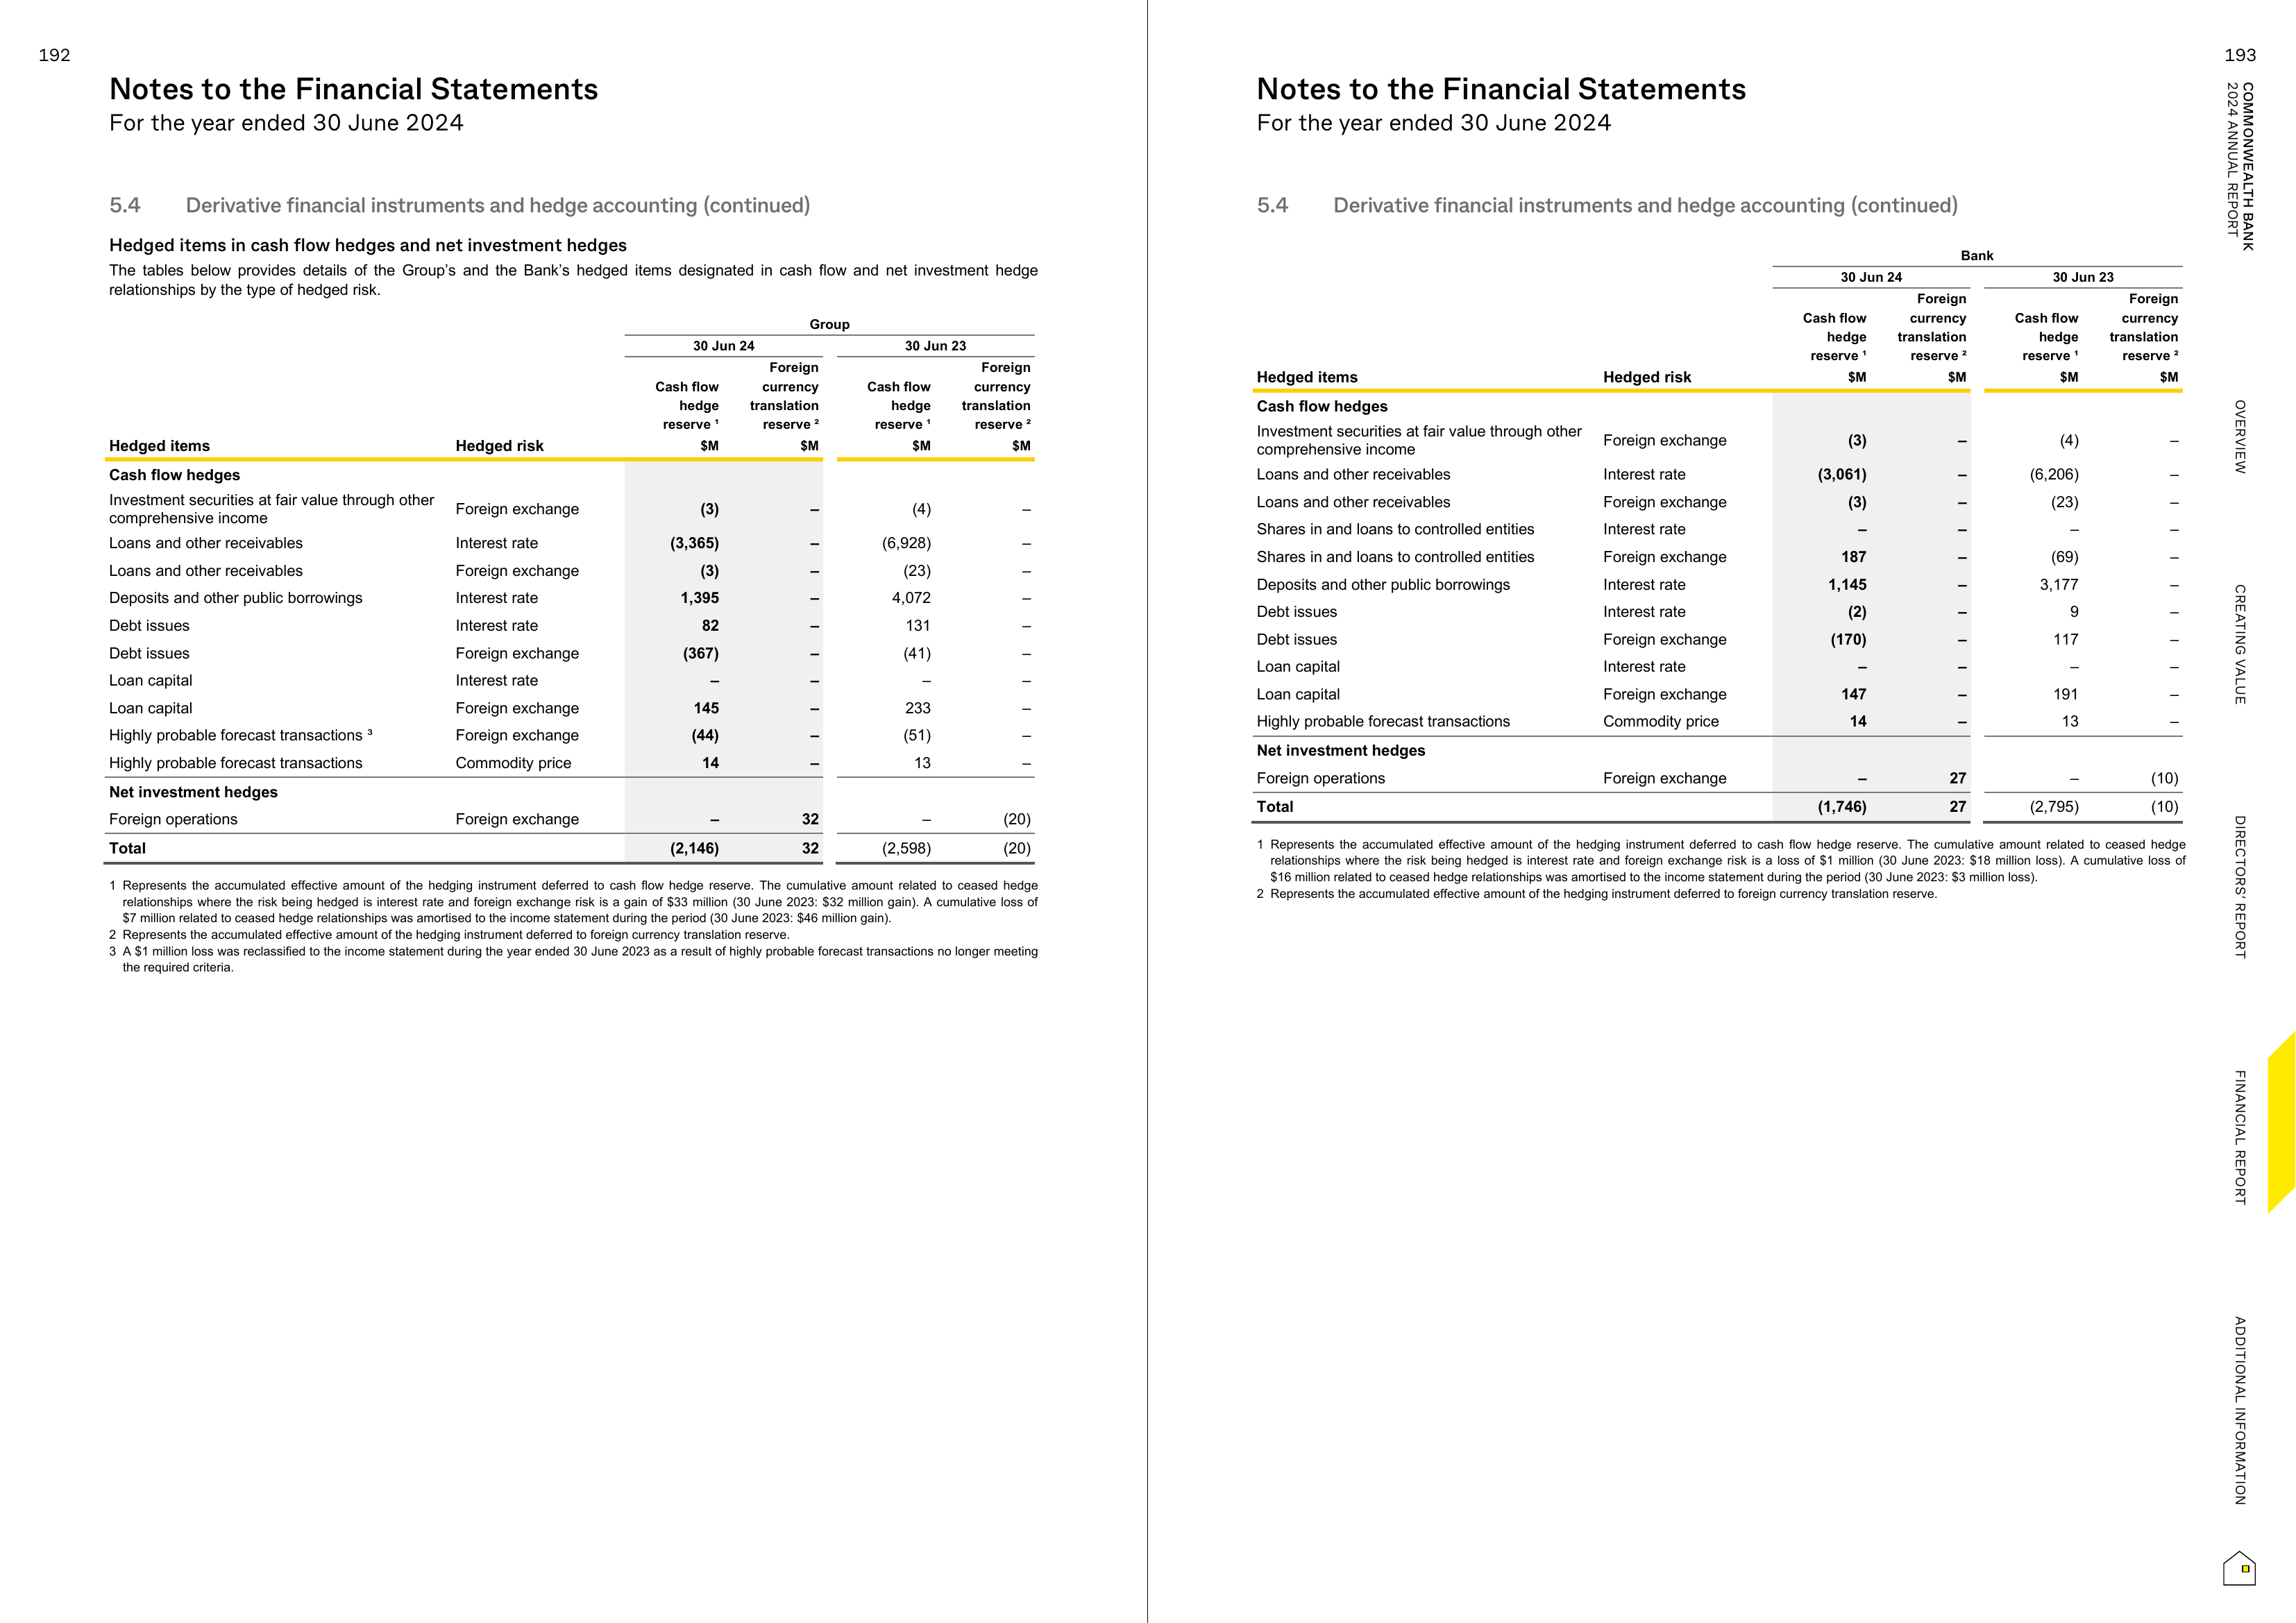 192
Notes to the Financial Statements
For the year ended 30 June 2024
5.4 Derivative financial instruments and hedge accounting (continued)
Hedged items in cash flow hedges and net investment hedges
The tables below provides details of the Group's and the Bank's hedged items designated in cash flow and net investment hedge
relationships by the type of hedged risk.
Group
30 Jun 24 30 Jun 23
Foreign Foreign
Cash flow currency Cash flow currency
hedge translation hedge translation
reserve ¹ reserve ² reserve ¹ reserve ²
Hedged items Hedged risk $M $M $M $M
Cash flow hedges
Investment securities at fair value through other
comprehensive income Foreign exchange (3) – (4) –
Loans and other receivables Interest rate (3,365) – (6,928) –
Loans and other receivables Foreign exchange (3) – (23) –
Deposits and other public borrowings Interest rate 1,395 – 4,072 –
Debt issues Interest rate 82 – 131 –
Debt issues Foreign exchange (367) – (41) –
Loan capital Interest rate – – – –
Loan capital Foreign exchange 145 – 233 –
Highly probable forecast transactions ³ Foreign exchange (44) – (51) –
Highly probable forecast transactions Commodity price 14 – 13 –
Net investment hedges
Foreign operations Foreign exchange – 32 – (20)
Total (2,146) 32 (2,598) (20)
1 Represents the accumulated effective amount of the hedging instrument deferred to cash flow hedge reserve. The cumulative amount related to ceased hedge
relationships where the risk being hedged is interest rate and foreign exchange risk is a gain of $33 million (30 June 2023: $32 million gain). A cumulative loss of
$7 million related to ceased hedge relationships was amortised to the income statement during the period (30 June 2023: $46 million gain).
2 Represents the accumulated effective amount of the hedging instrument deferred to foreign currency translation reserve.
3 A $1 million loss was reclassified to the income statement during the year ended 30 June 2023 as a result of highly probable forecast transactions no longer meeting
the required criteria.
193
Notes to the Financial Statements
For the year ended 30 June 2024
5.4 Derivative financial instruments and hedge accounting (continued)
Bank
30 Jun 24 30 Jun 23
Foreign Foreign
Cash flow currency Cash flow currency
hedge translation hedge translation
reserve ¹ reserve ² reserve ¹ reserve ²
Hedged items Hedged risk $M $M $M $M
Cash flow hedges
Investment securities at fair value through other
comprehensive income Foreign exchange (3) – (4) –
Loans and other receivables Interest rate (3,061) – (6,206) –
Loans and other receivables Foreign exchange (3) – (23) –
Shares in and loans to controlled entities Interest rate – – – –
Shares in and loans to controlled entities Foreign exchange 187 – (69) –
Deposits and other public borrowings Interest rate 1,145 – 3,177 –
Debt issues Interest rate (2) – 9 –
Debt issues Foreign exchange (170) – 117 –
Loan capital Interest rate – – – –
Loan capital Foreign exchange 147 – 191 –
Highly probable forecast transactions Commodity price 14 – 13 –
Net investment hedges
Foreign operations Foreign exchange – 27 – (10)
Total (1,746) 27 (2,795) (10)
1 Represents the accumulated effective amount of the hedging instrument deferred to cash flow hedge reserve. The cumulative amount related to ceased hedge
relationships where the risk being hedged is interest rate and foreign exchange risk is a loss of $1 million (30 June 2023: $18 million loss). A cumulative loss of
$16 million related to ceased hedge relationships was amortised to the income statement during the period (30 June 2023: $3 million loss).
2 Represents the accumulated effective amount of the hedging instrument deferred to foreign currency translation reserve.
COMMONWEALTH BANK
2024 ANNUAL REPORT
OVERVIEW
CREATING VALUE
DIRECTORS' REPORT
FINANCIAL REPORT
ADDITIONAL INFORMATION